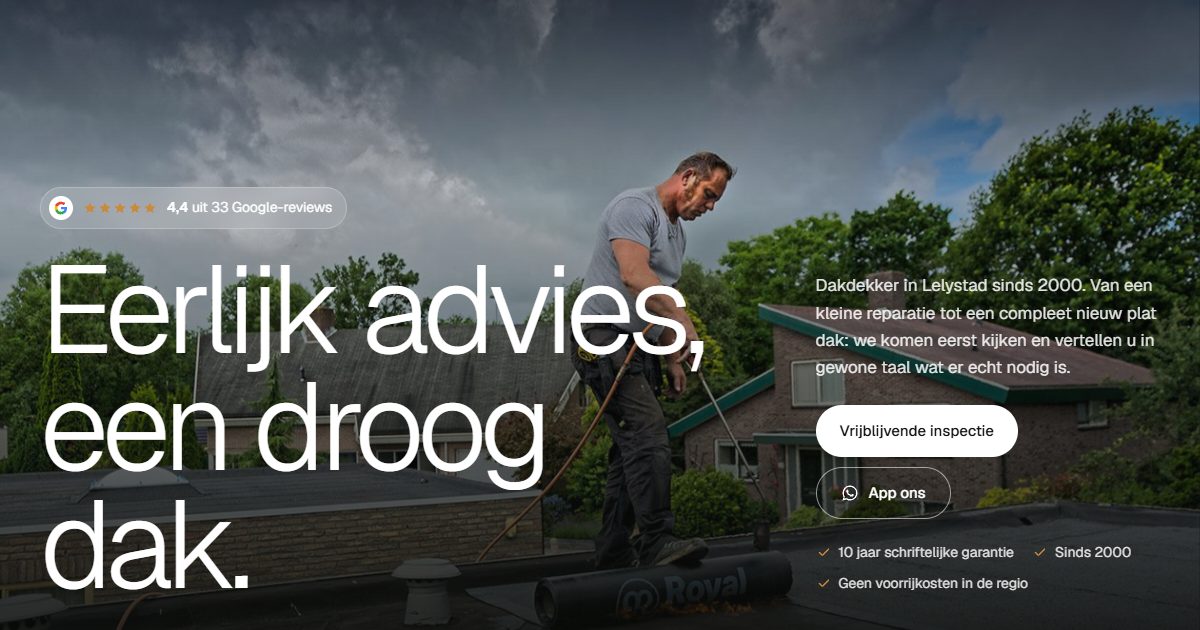 4,4 uit 33 Google-reviews
Eerlijk advies,
een droog
dak.
Dakdekker in Lelystad sinds 2000. Van een
kleine reparatie tot een compleet nieuw plat
dak: we komen eerst kijken en vertellen u in
gewone taal wat er echt nodig is.
Vrijblijvende inspectie
App ons
10 jaar schriftelijke garantie
Sinds 2000
Geen voorrijkosten in de regio
Royal